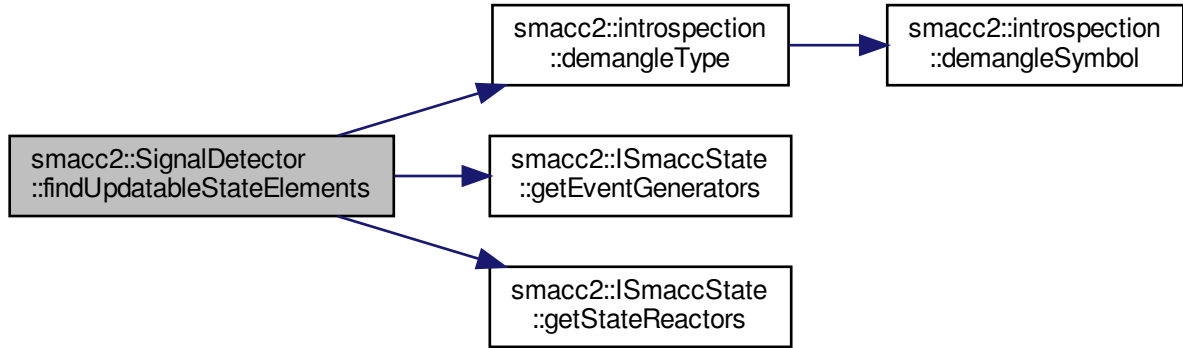 smacc2::SignalDetector
::findUpdatableStateElements
smacc2::introspection
::demangleType
smacc2::introspection
::demangleSymbol
smacc2::ISmaccState
::getEventGenerators
smacc2::ISmaccState
::getStateReactors